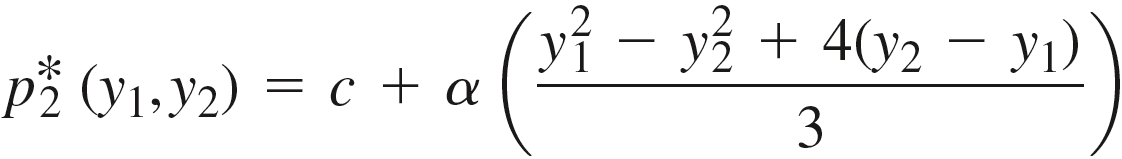 p₂* (y₁,y₂) = c + α ( (y₁² − y₂² + 4(y₂ − y₁)) / 3 )